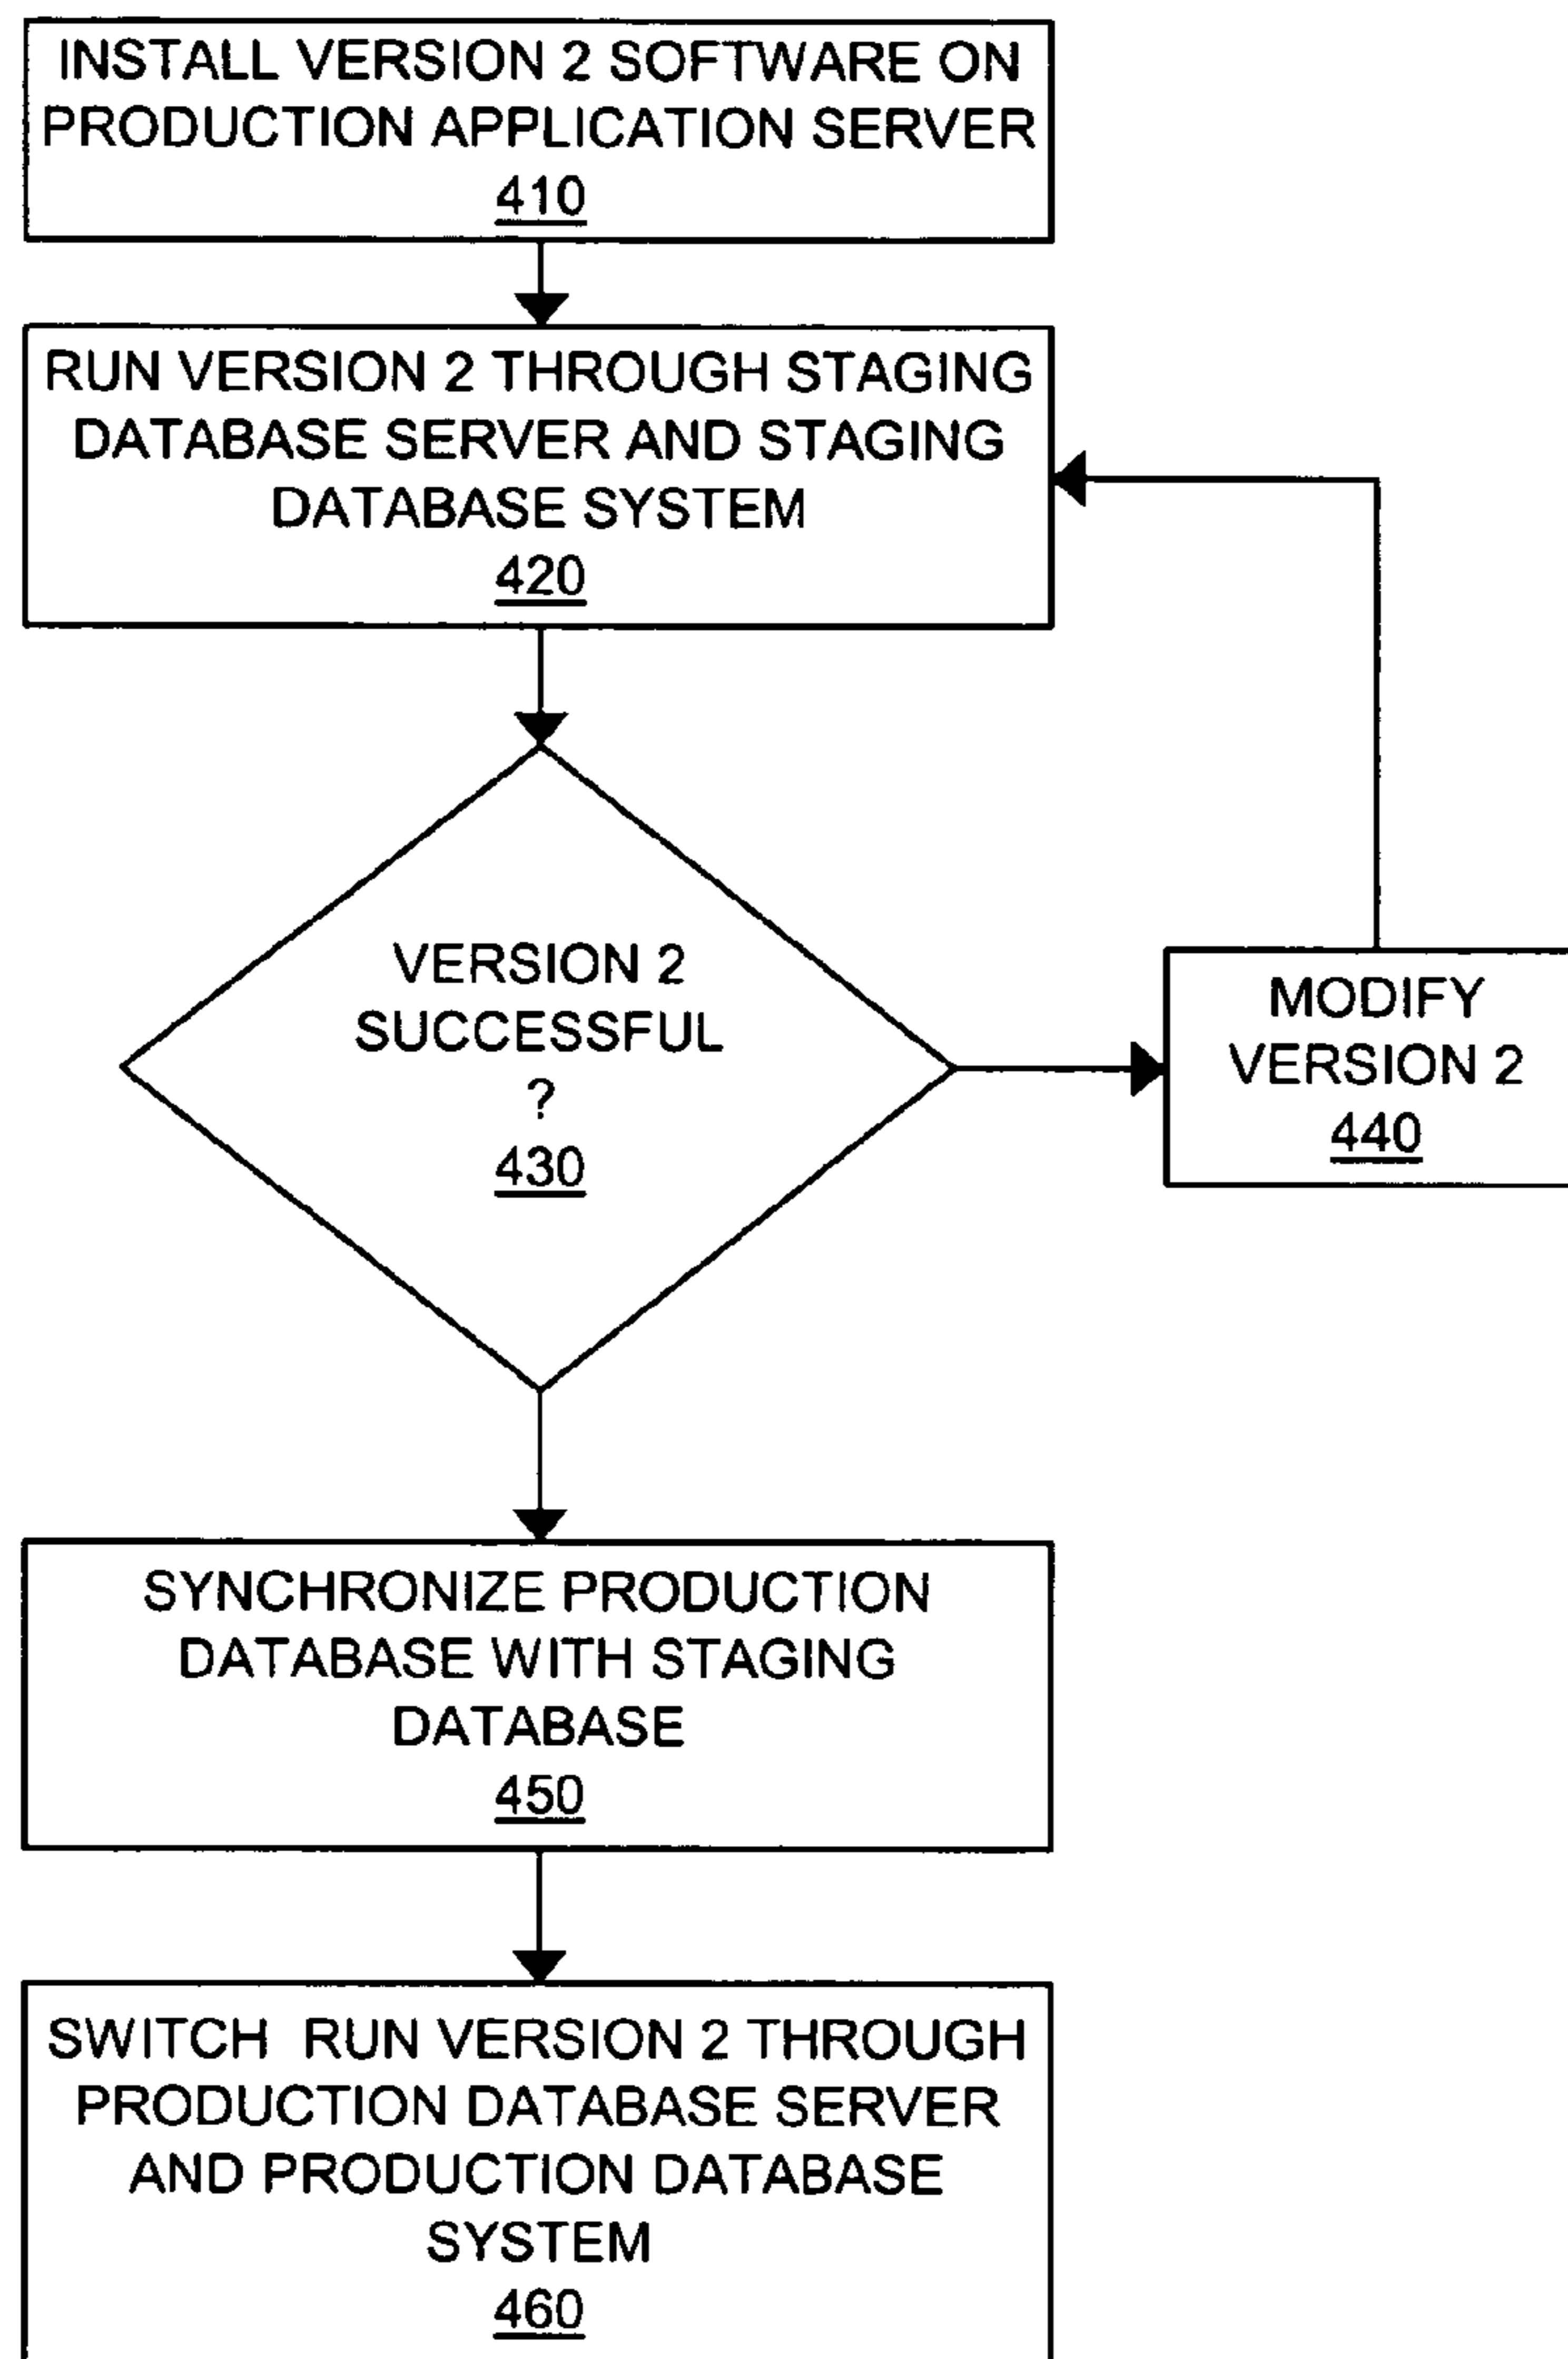 INSTALL VERSION 2 SOFTWARE ON
PRODUCTION APPLICATION SERVER
410
RUN VERSION 2 THROUGH STAGING
DATABASE SERVER AND STAGING
DATABASE SYSTEM
420
VERSION 2
SUCCESSFUL
?
430
MODIFY
VERSION 2
440
SYNCHRONIZE PRODUCTION
DATABASE WITH STAGING
DATABASE
450
SWITCH RUN VERSION 2 THROUGH
PRODUCTION DATABASE SERVER
AND PRODUCTION DATABASE
SYSTEM
460